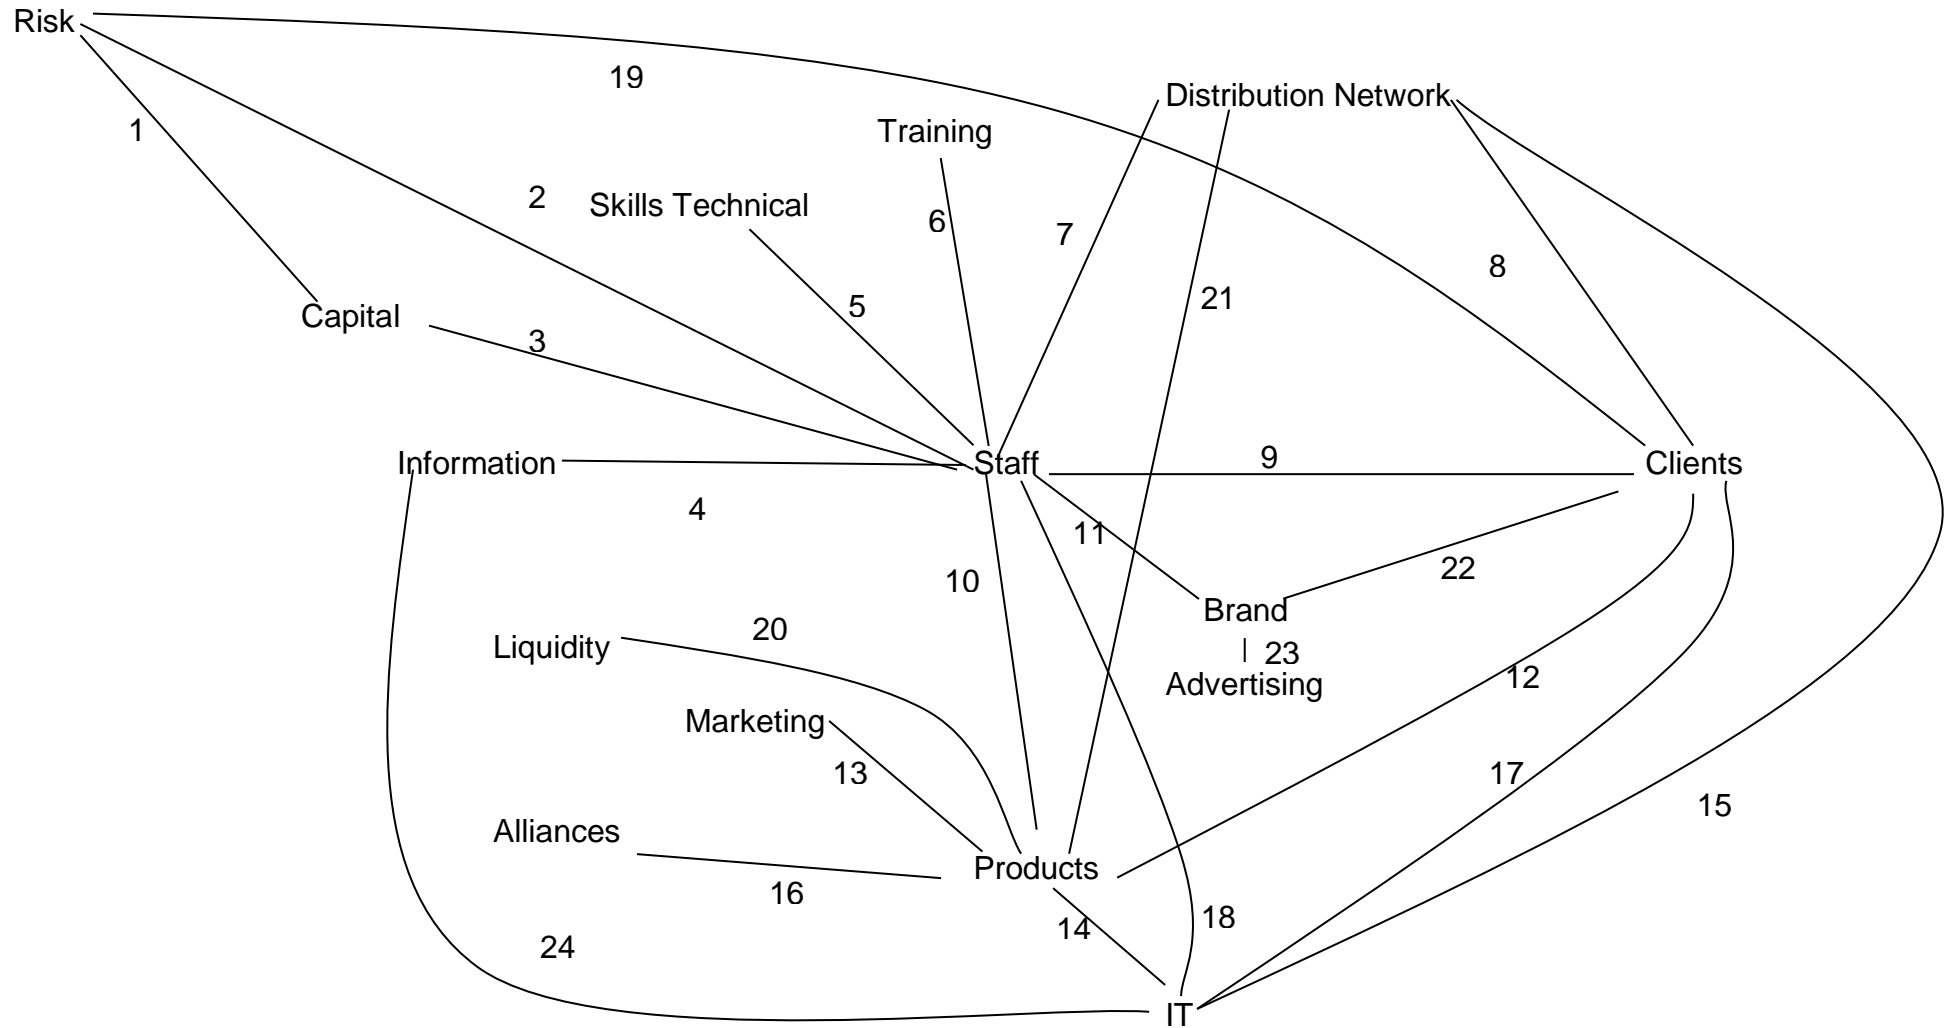 Risk
19
Distribution Network
1
Training
2
Skills Technical
6
7
8
21
5
Capital
3
Information
Staff
9
Clients
4
11
22
10
Brand
20
Liquidity
23
Advertising
12
Marketing
13
17
15
Alliances
Products
16
18
14
24
IT